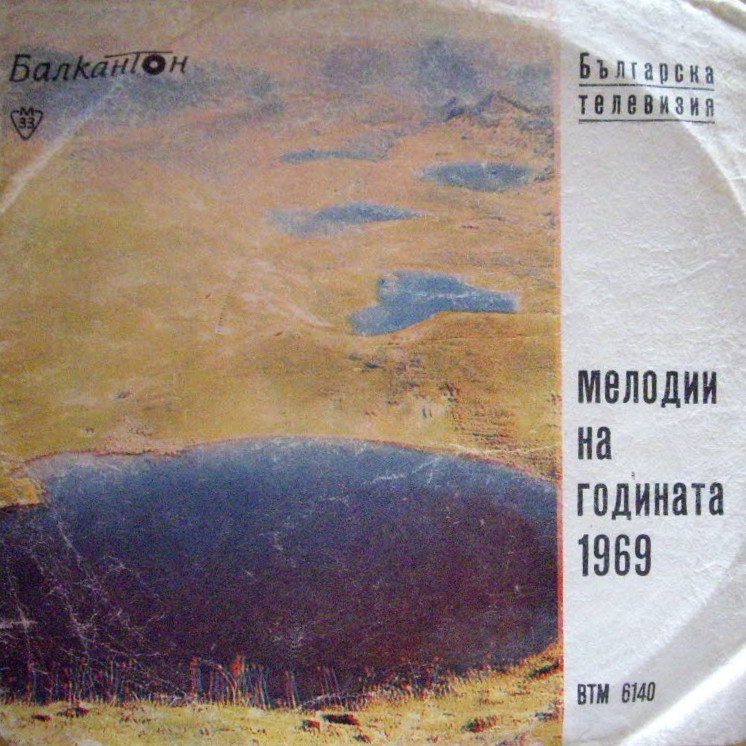 Балкантон
М
33
Българска
телевизия
мелодии
на
годината
1969
ВТМ 6140